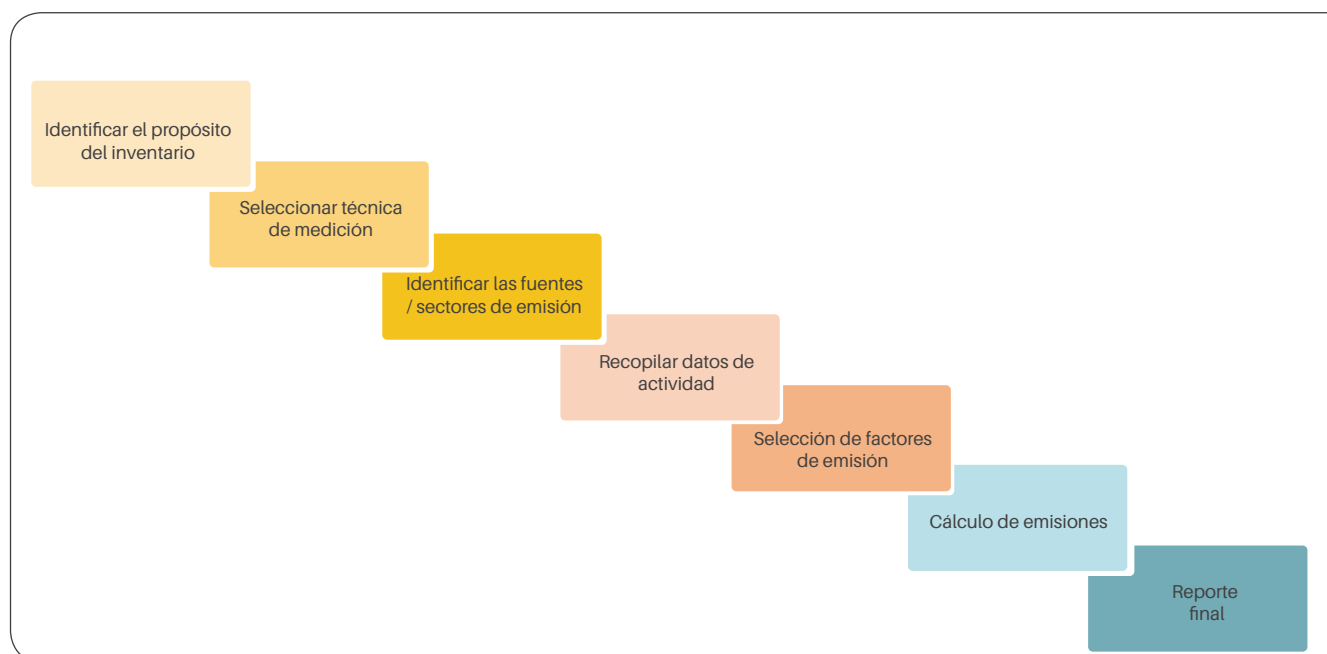 Identificar el propósito
del inventario
Seleccionar técnica
de medición
Identificar las fuentes
/ sectores de emisión
Recopilar datos de
actividad
Selección de factores
de emisión
Cálculo de emisiones
Reporte
final